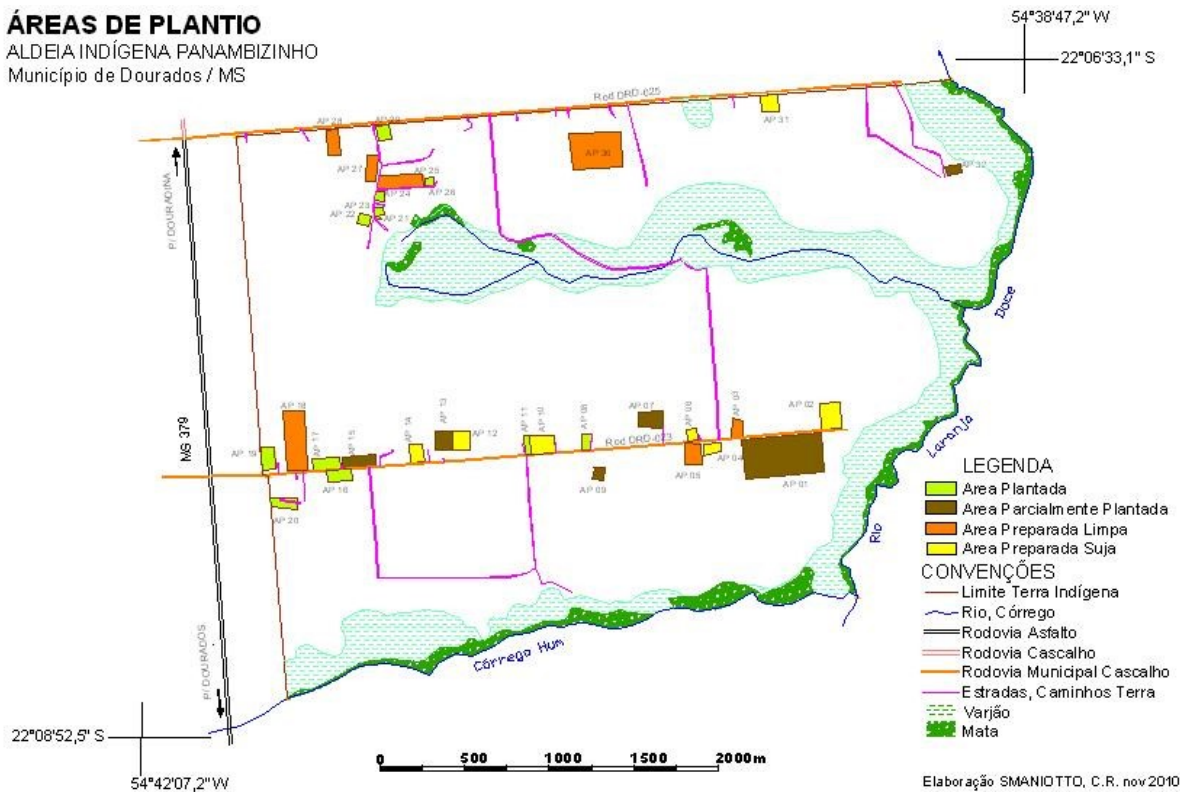 ÁREAS DE PLANTIO
ALDEIA INDÍGENA PANAMBIZINHO
Município de Dourados / MS
54°38'47,2" W
22°06'33,1" S
Rod DRD-025
AP 28
AP 31
AP 27
AP 30
AP 25
AP 32
AP 24
AP 26
AP 23
AP 22
AP 21
P/ DOURADINA
Doce
MS 379
AP 18
AP 13
AP 11
AP 10
AP 08
AP 07
AP 06
AP 03
AP 02
AP 19
AP 17
AP 15
AP 14
AP 12
Rod DRD-023
AP 04
Laranja
AP 16
AP 09
AP 05
AP 01
AP 20
Rio
LEGENDA
Area Plantada
Area Parcialmente Plantada
Area Preparada Limpa
Area Preparada Suja
CONVENÇÕES
Limite Terra Indígena
Rio, Córrego
Rodovia Asfalto
Rodovia Cascalho
Rodovia Municipal Cascalho
Estradas, Caminhos Terra
Varjão
Mata
Córrego Hum
P/ DOURADOS
22°08'52,5" S
54°42'07,2" W
0 500 1000 1500 2000m
Elaboração SMANIOTTO, C.R. nov 2010